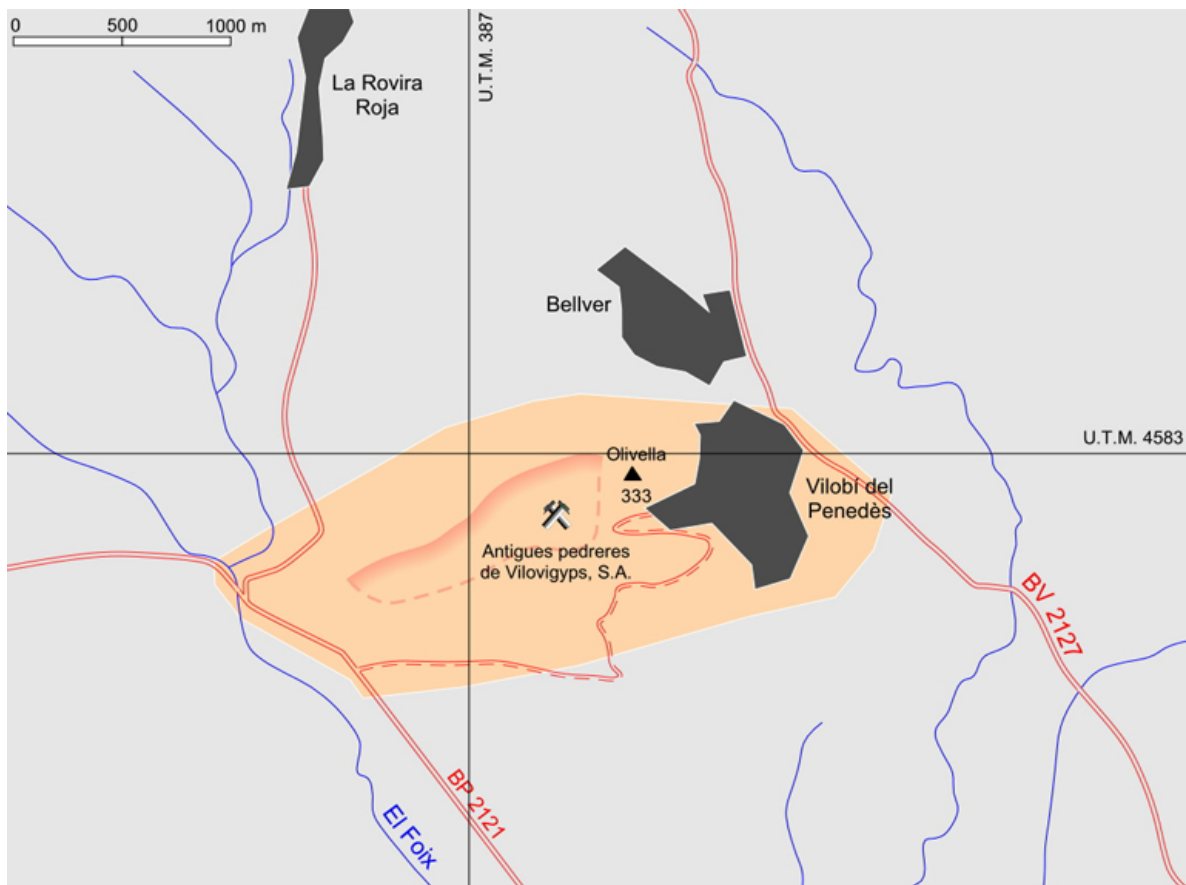 0 500 1000 m
U.T.M. 387
La Rovira
Roja
Bellver
U.T.M. 4583
Olivella
333
Vilobí del
Penedès
Antigues pedreres
de Vilovigyps, S.A.
BV 2127
BP 2121
El Foix